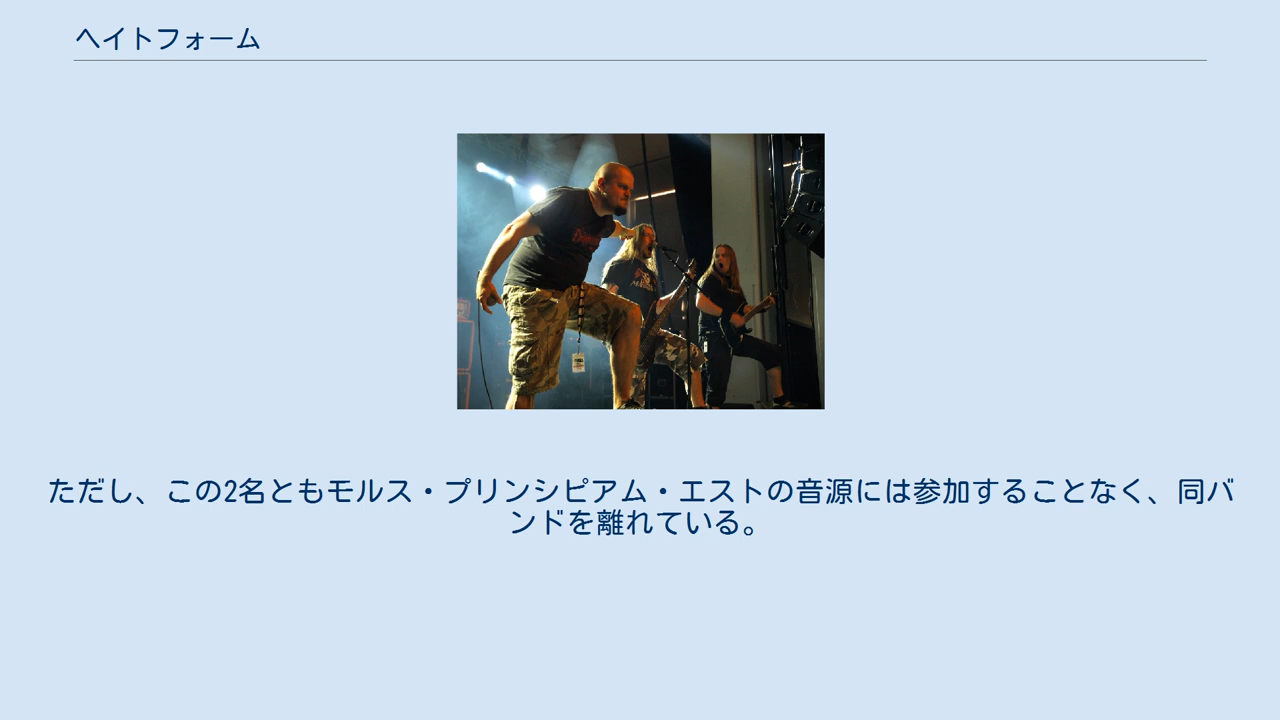 ヘイトフォーム
ただし、この2名ともモルス・プリンシピアム・エストの音源には参加することなく、同バ
ンドを離れている。